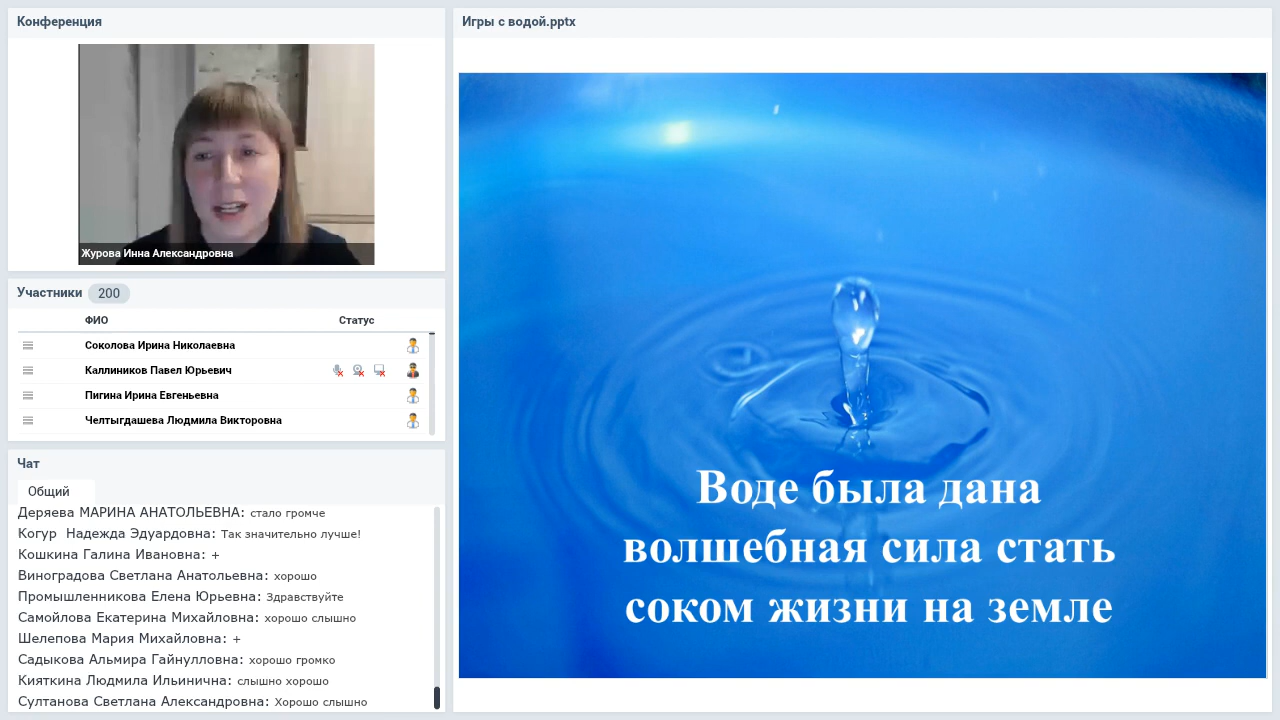 Конференция
Журова Инна Александровна
Участники 200
ФИО Статус
Соколова Ирина Николаевна
Каллиников Павел Юрьевич
Пигина Ирина Евгеньевна
Челтыгдашева Людмила Викторовна
Чат
Общий
Деряева МАРИНА АНАТОЛЬЕВНА: стало громче
Когур Надежда Эдуардовна: Так значительно лучше!
Кошкина Галина Ивановна: +
Виноградова Светлана Анатольевна: хорошо
Промышленникова Елена Юрьевна: Здравствуйте
Самойлова Екатерина Михайловна: хорошо слышно
Шелепова Мария Михайловна: +
Садыкова Альмира Гайнулловна: хорошо громко
Кияткина Людмила Ильинична: слышно хорошо
Султанова Светлана Александровна: Хорошо слышно
Игры с водой.pptx
Воде была дана
волшебная сила стать
соком жизни на земле